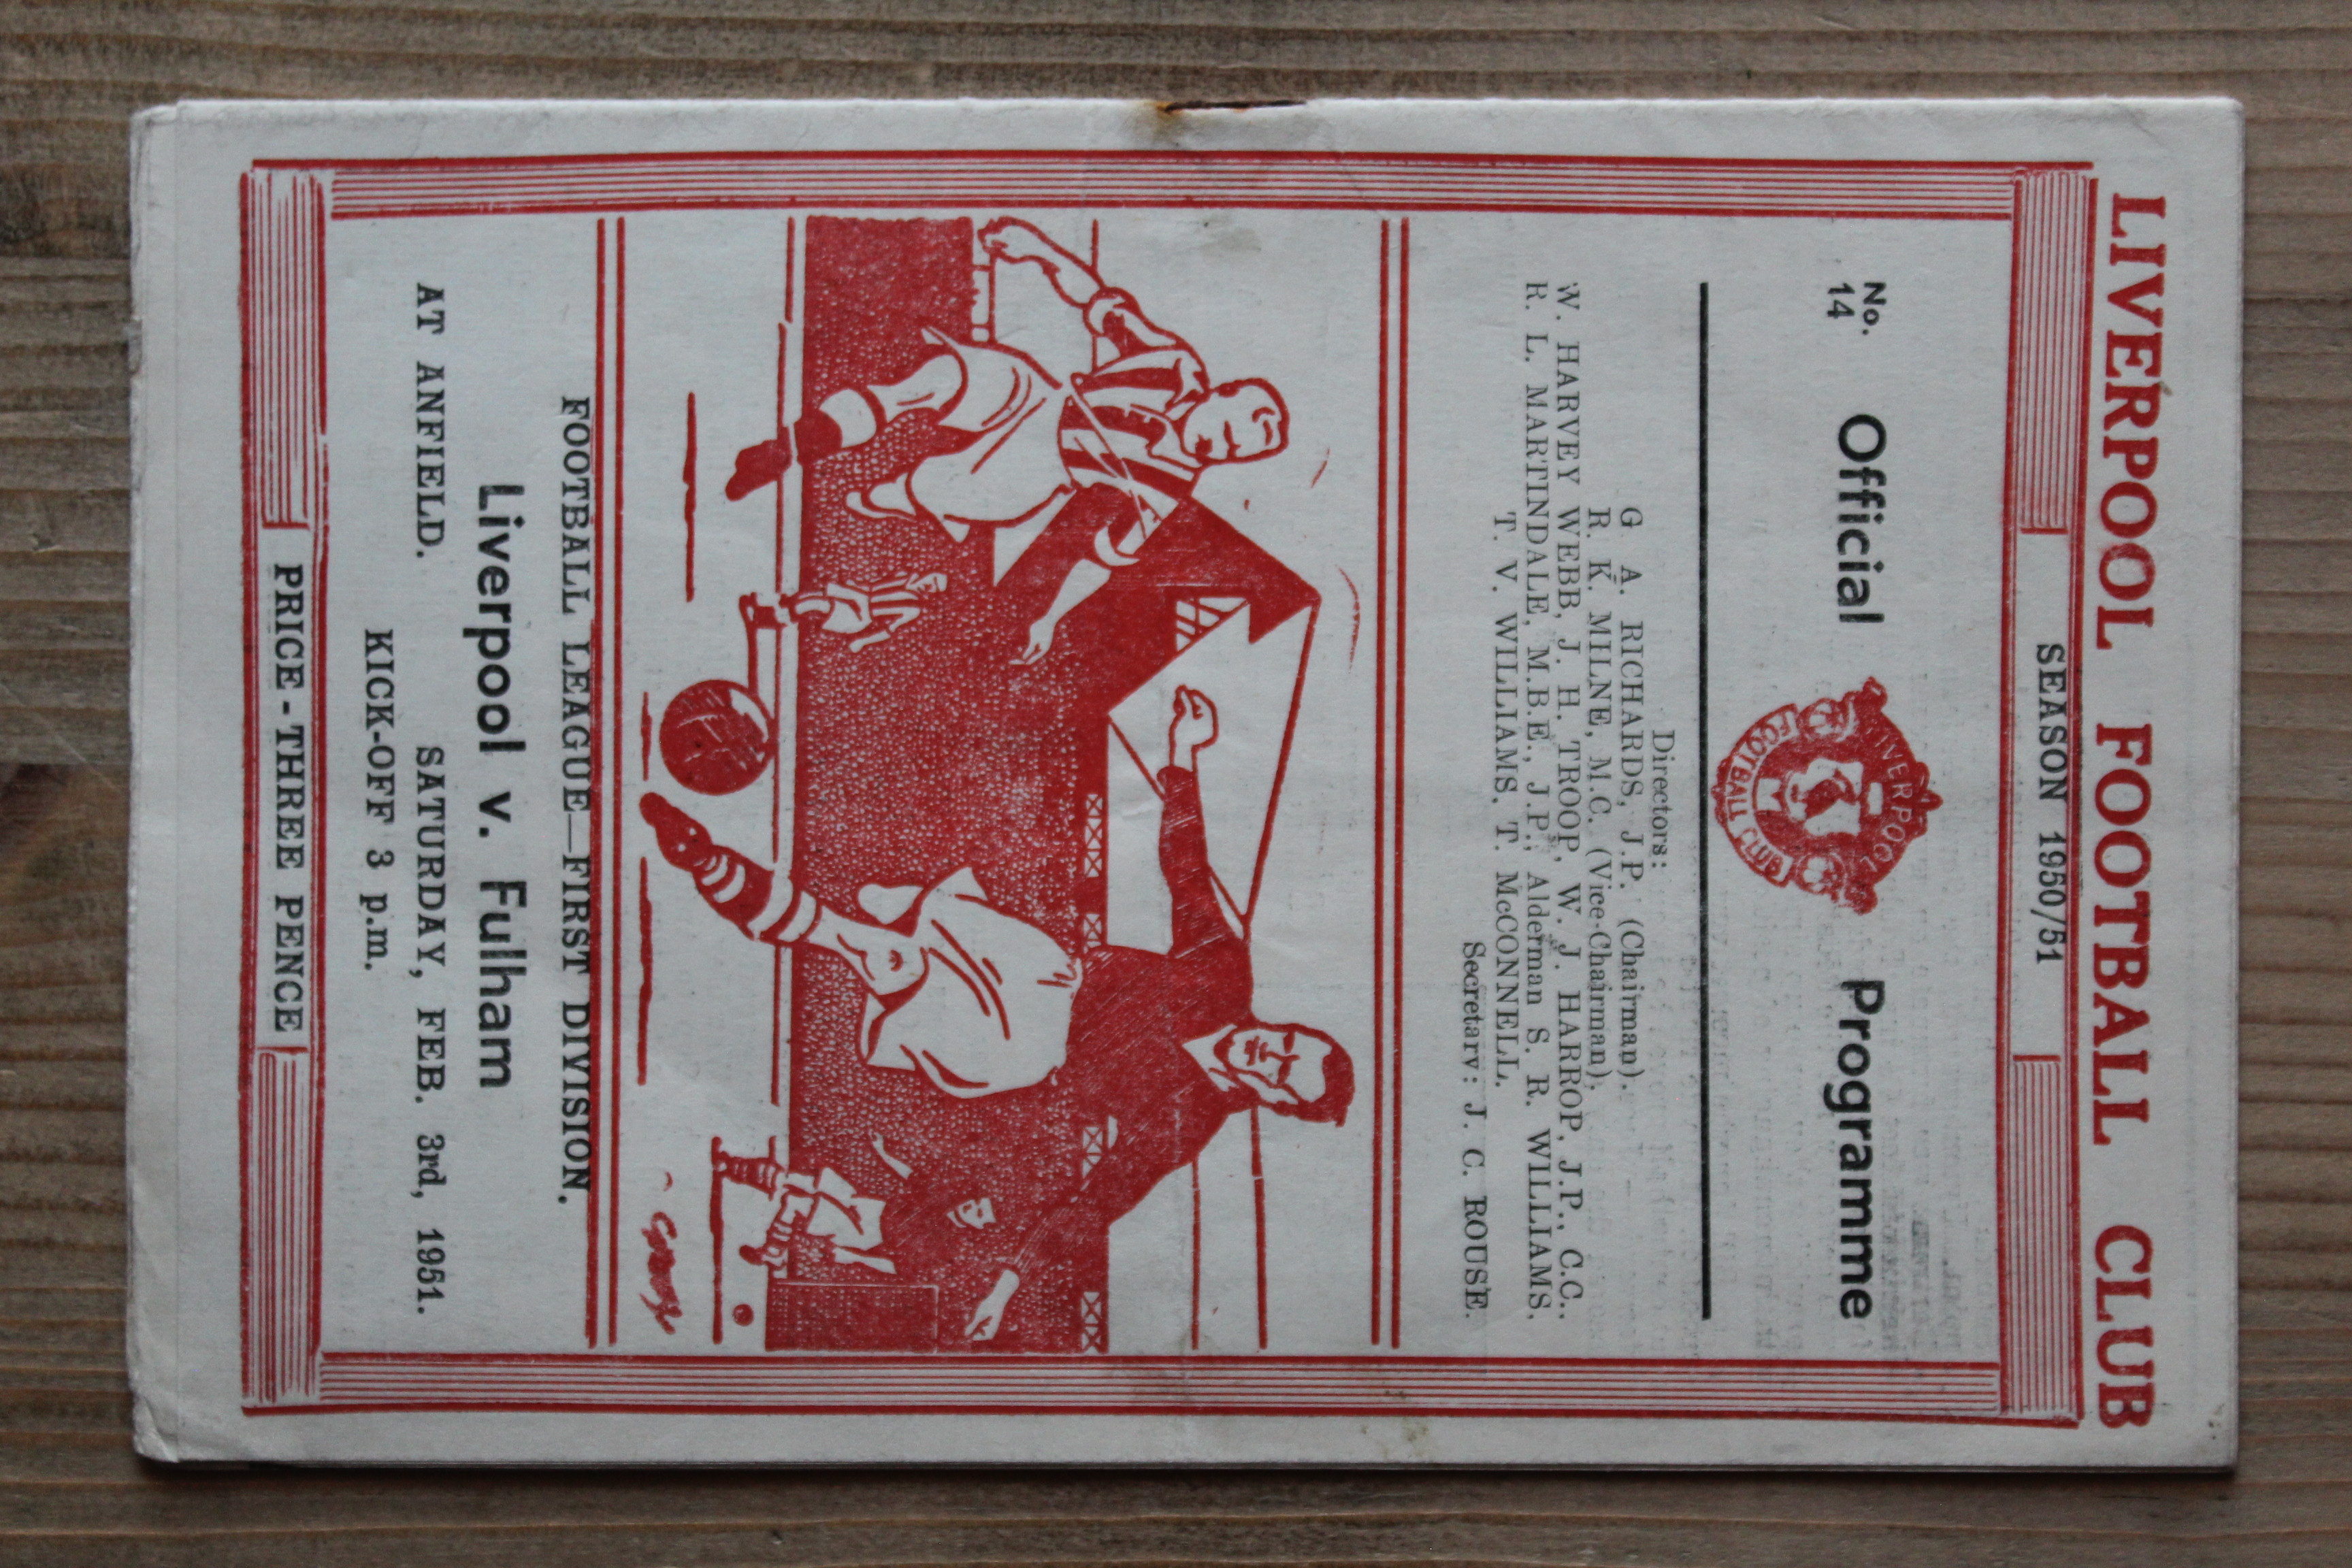 LIVERPOOL FOOTBALL CLUB
SEASON 1950/51
No.
14
Official Programme
LIVERPOOL
FOOTBALL CLUB
Directors:
G. A. RICHARDS, J.P. (Chairman).
R. K. MILNE, M.C. (Vice-Chairman).
W. HARVEY WEBB, J. H. TROOP, W. J. HARROP, J.P., C.C.,
R. L. MARTINDALE, M.B.E., J.P., Alderman S. R. WILLIAMS,
T. V. WILLIAMS, T. McCONNELL.
Secretary: J. C. ROUSE.
FOOTBALL LEAGUE—FIRST DIVISION.
Liverpool v. Fulham
AT ANFIELD. SATURDAY, FEB. 3rd, 1951.
KICK-OFF 3 p.m.
PRICE - THREE PENCE